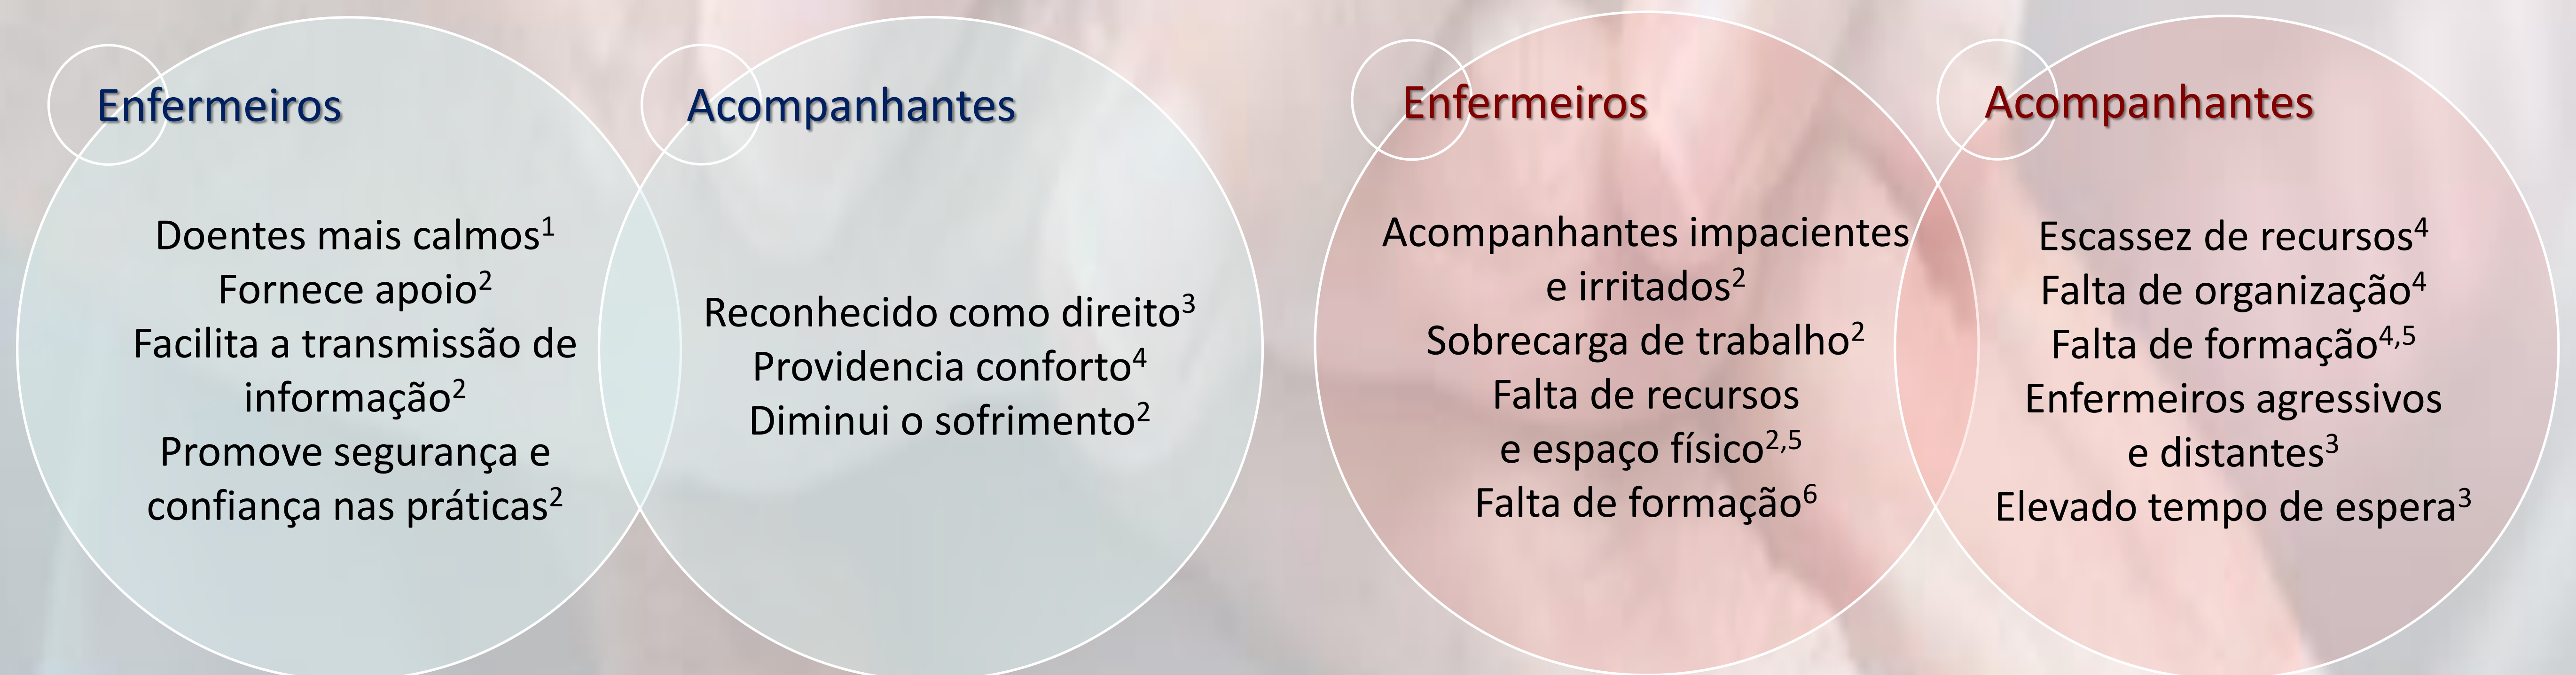 Enfermeiros
Doentes mais calmos¹
Fornece apoio²
Facilita a transmissão de
informação²
Promove segurança e
confiança nas práticas²
Acompanhantes
Reconhecido como direito³
Providencia conforto⁴
Diminui o sofrimento²
Enfermeiros
Acompanhantes impacientes
e irritados²
Sobrecarga de trabalho²
Falta de recursos
e espaço físico²,⁵
Falta de formação⁶
Acompanhantes
Escassez de recursos⁴
Falta de organização⁴
Falta de formação⁴,⁵
Enfermeiros agressivos
e distantes³
Elevado tempo de espera³